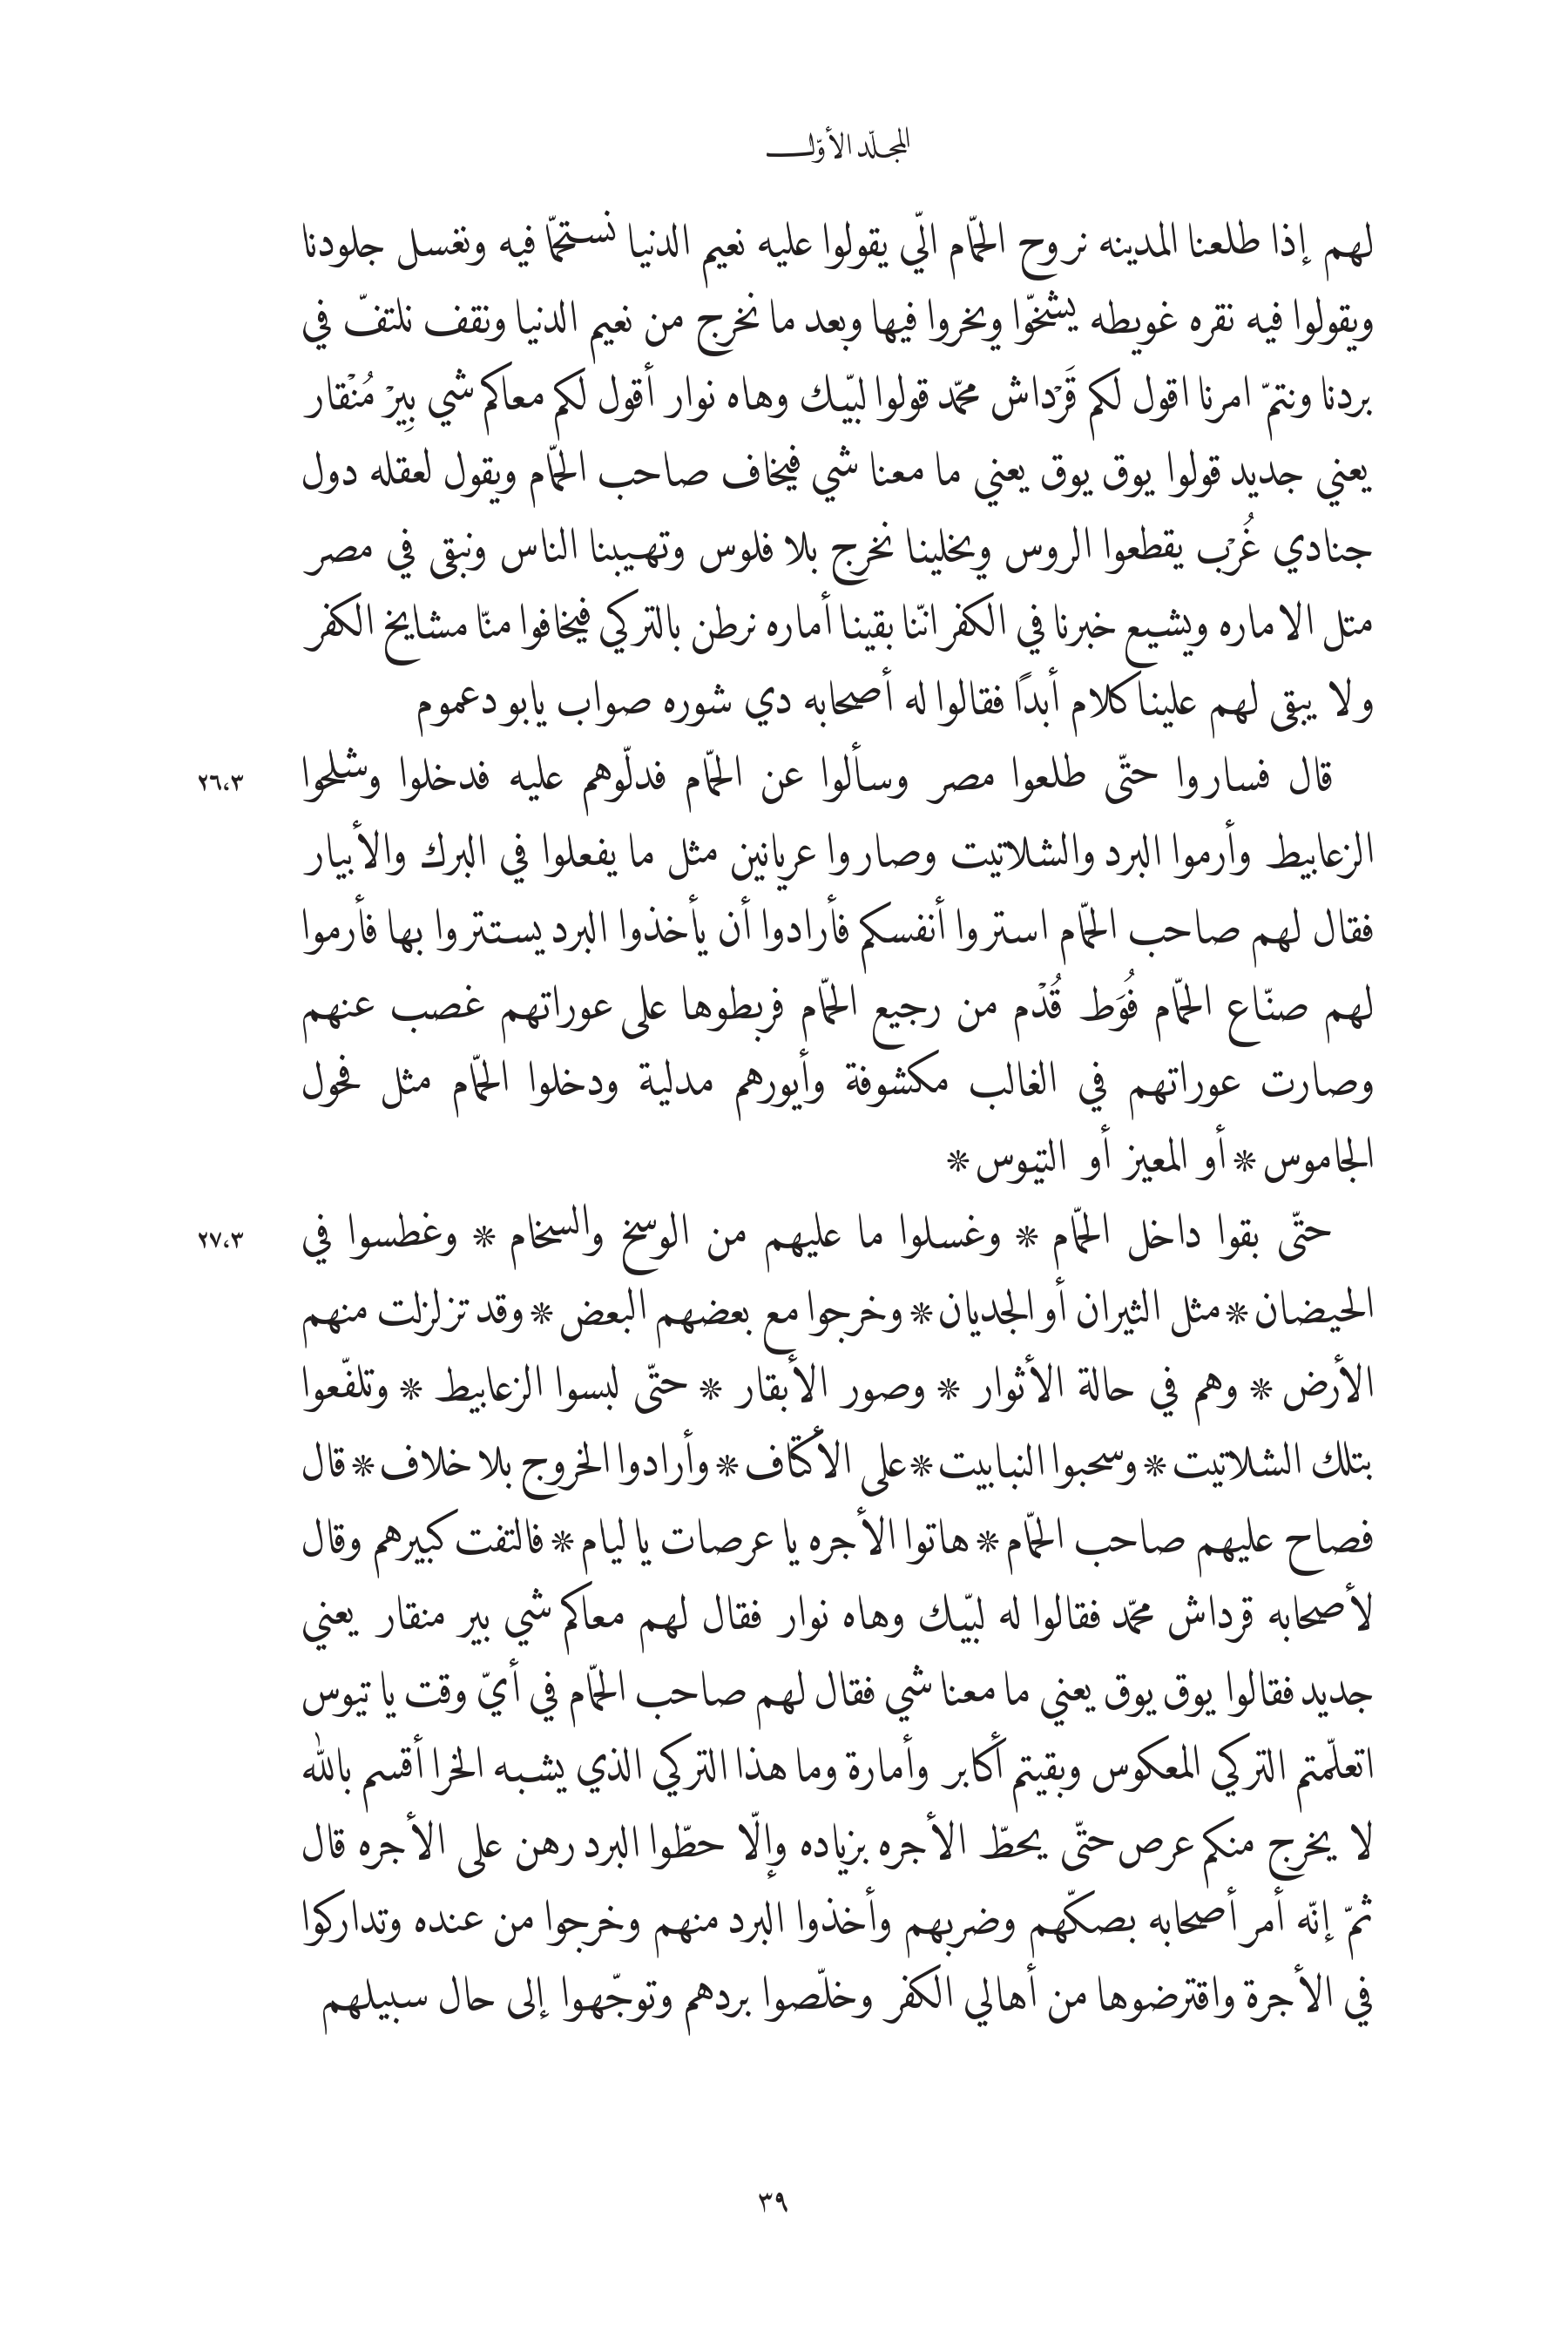 المجلّد الأوّل
لهم إذا طلعنا المدينه نروح الحمّام الّي يقولوا عليه نعيم الدنيا نستحمّا فيه ونغسل جلودنا
ويقولوا فيه نقره غويطه يشخّوا ويخروا فيها وبعد ما نخرج من نعيم الدنيا ونقف نلتفّ في
بردنا ونتمّ امرنا اقول لكم قَرْداش محمّد قولوا لبّيك وهاه نوار أقول لكم معاكم شي بِيرْ مُنْقار
يعني جديد قولوا يوق يوق يعني ما معنا شي فيخاف صاحب الحمّام ويقول لعقله دول
جنادي غُرْب يقطعوا الروس ويخلينا نخرج بلا فلوس وتهيبنا الناس ونبقى في مصر
متل الاماره ويشيع خبرنا في الكفر انّنا بقينا أماره نرطن بالتركي فيخافوا منّا مشايخ الكفر
ولا يبقى لهم علينا كلام أبدًا فقالوا له أصحابه دي شوره صواب يابو دعموم
٢٦،٣ قال فساروا حتّى طلعوا مصر وسألوا عن الحمّام فدلّوهم عليه فدخلوا وشلحوا
الزعابيط وأرموا البرد والشلاتيت وصاروا عريانين مثل ما يفعلوا في البرك والأبيار
فقال لهم صاحب الحمّام استروا أنفسكم فأرادوا أن يأخذوا البرد يستتروا بها فأرموا
لهم صنّاع الحمّام فُوَط قُدْم من رجيع الحمّام فربطوها على عوراتهم غصب عنهم
وصارت عوراتهم في الغالب مكشوفة وأيورهم مدلية ودخلوا الحمّام مثل فحول
الجاموس * أو المعيز أو التيوس *
٢٧،٣ حتّى بقوا داخل الحمّام * وغسلوا ما عليهم من الوسخ والسخام * وغطسوا في
الحيضان * مثل الثيران أو الجديان * وخرجوا مع بعضهم البعض * وقد تزلزلت منهم
الأرض * وهم في حالة الأثوار * وصور الأبقار * حتّى لبسوا الزعابيط * وتلفّعوا
بتلك الشلاتيت * وسحبوا النبابيت * على الأكتاف * وأرادوا الخروج بلا خلاف * قال
فصاح عليهم صاحب الحمّام * هاتوا الأجره يا عرصات يا ليام * فالتفت كبيرهم وقال
لأصحابه قرداش محمّد فقالوا له لبّيك وهاه نوار فقال لهم معاكم شي بير منقار يعني
جديد فقالوا يوق يوق يعني ما معنا شي فقال لهم صاحب الحمّام في أيّ وقت يا تيوس
اتعلّمتم التركي المعكوس وبقيتم أكابر وأمارة وما هذا التركي الذي يشبه الخرا أقسم بالله
لا يخرج منكم عرص حتّى يحطّ الأجره بزياده وإلّا حطّوا البرد رهن على الأجره قال
ثمّ إنّه أمر أصحابه بصكّهم وضربهم وأخذوا البرد منهم وخرجوا من عنده وتداركوا
في الأجرة واقترضوها من أهالي الكفر وخلّصوا بردهم وتوجّهوا إلى حال سبيلهم
٣٩